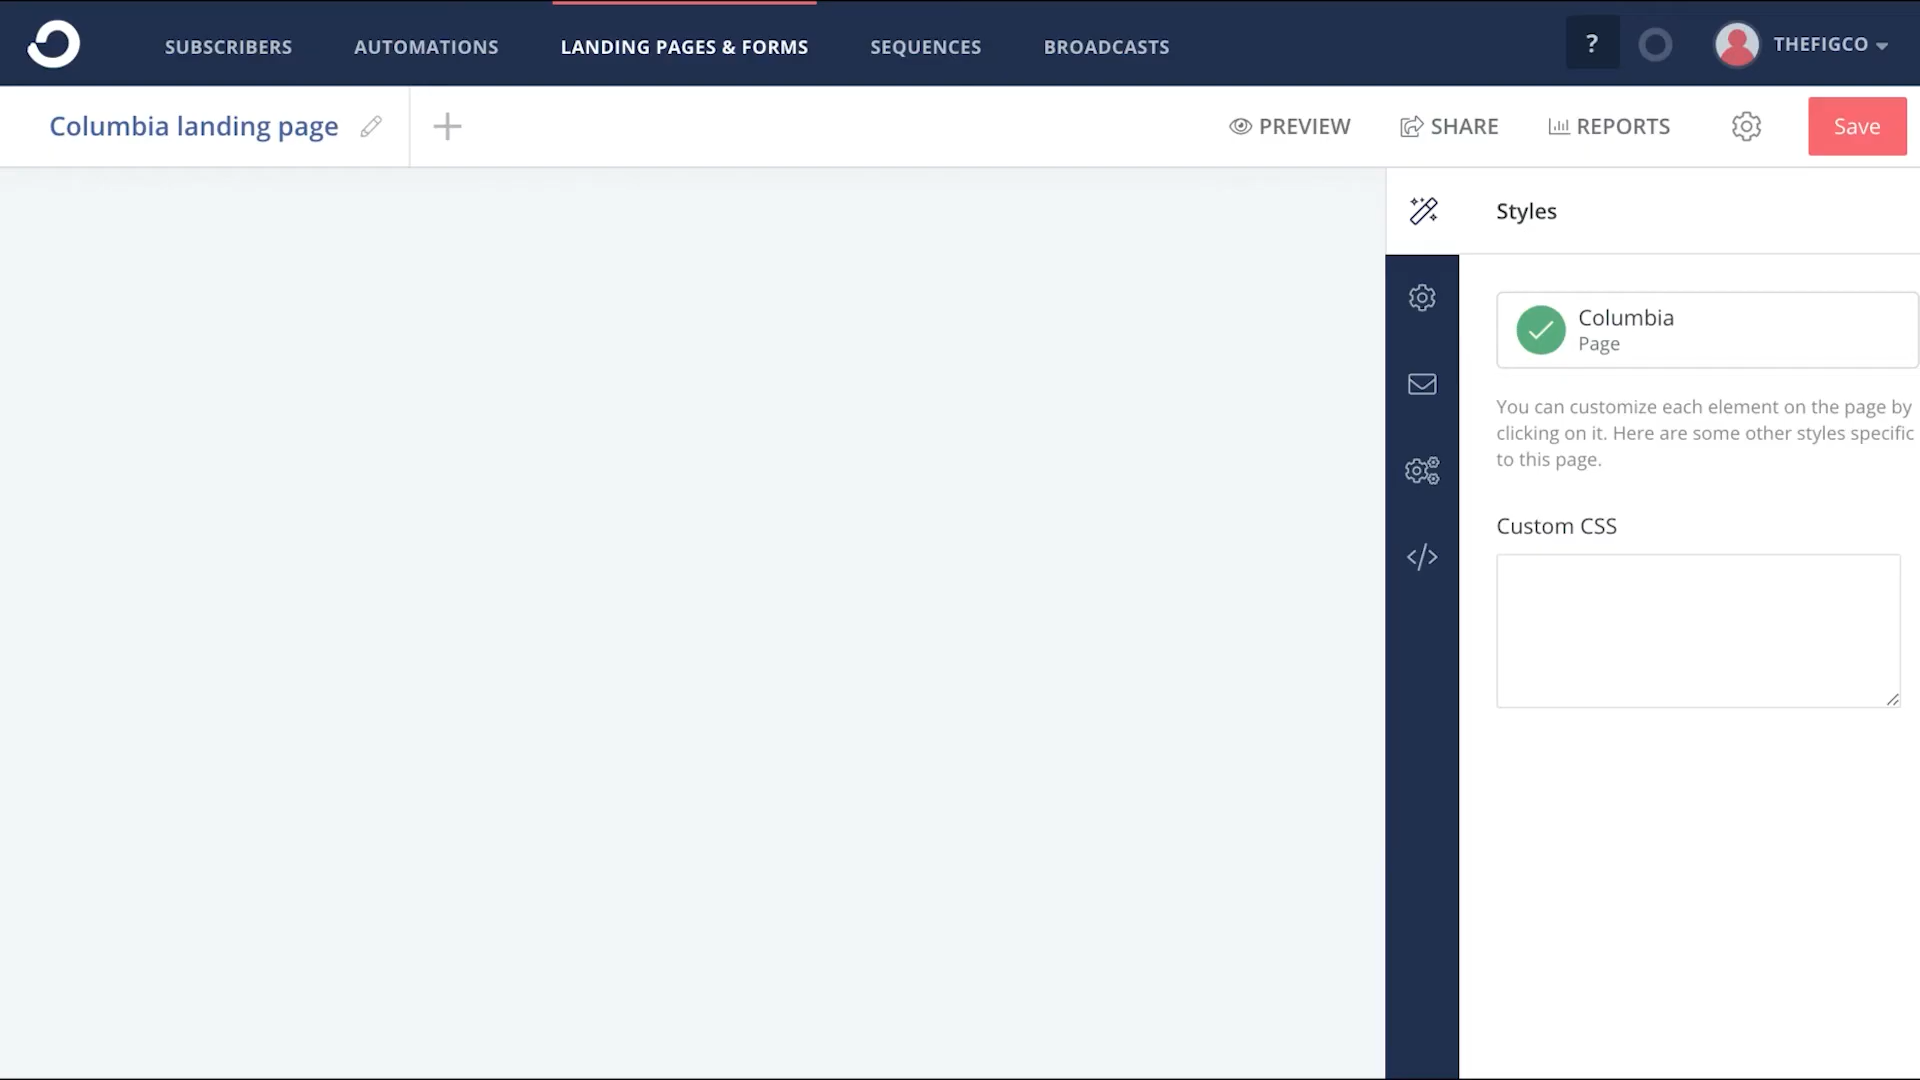 SUBSCRIBERS AUTOMATIONS LANDING PAGES & FORMS SEQUENCES BROADCASTS ? THEFIGCO
Columbia landing page PREVIEW SHARE REPORTS Save
Styles
Columbia
Page
You can customize each element on the page by
clicking on it. Here are some other styles specific
to this page.
Custom CSS